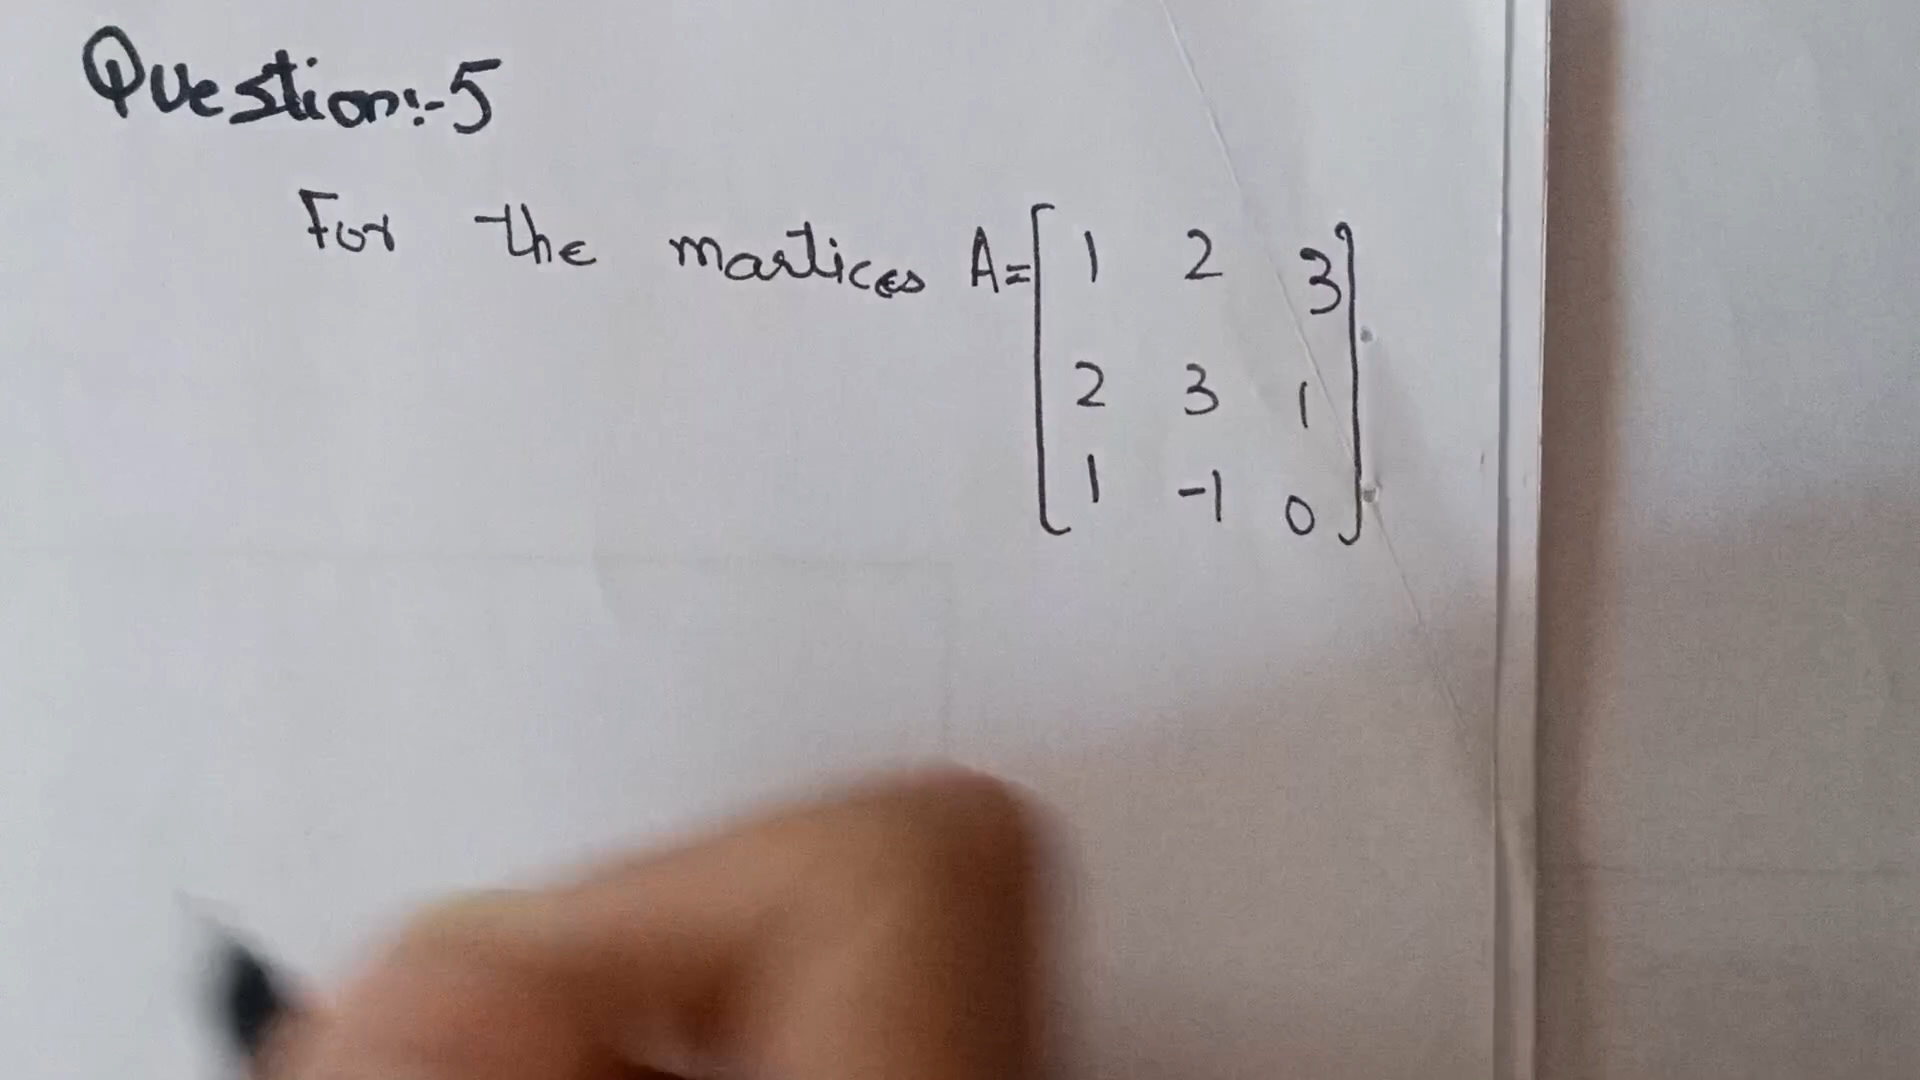 Question:-5
For the martices A=[1 2 3
2 3 1
1 -1 0]